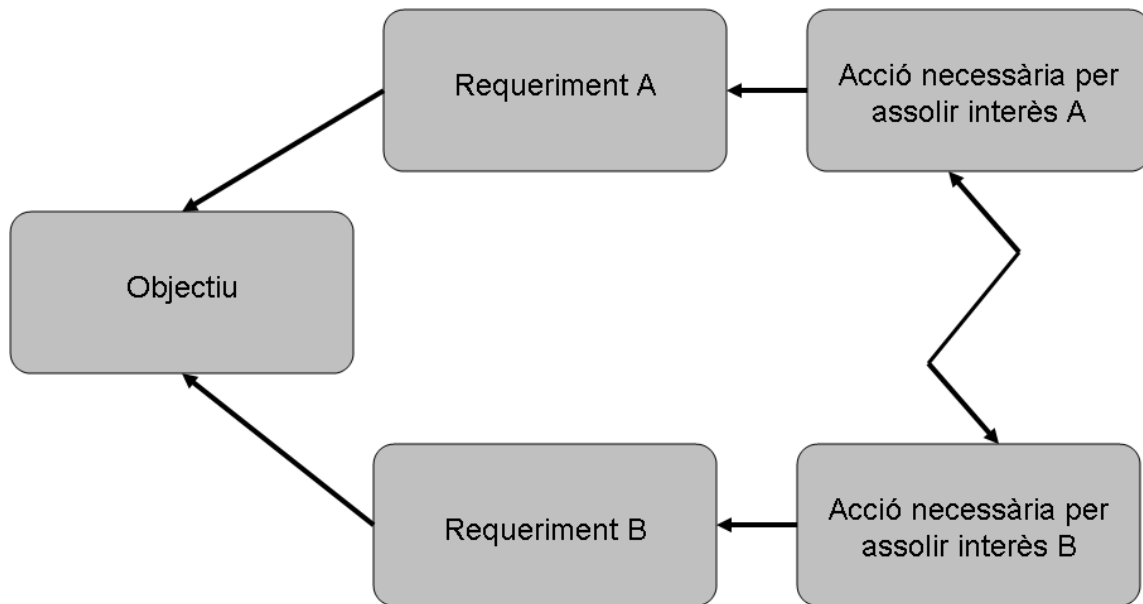 Requeriment A
Acció necessària per
assolir interès A
Objectiu
Requeriment B
Acció necessària per
assolir interès B